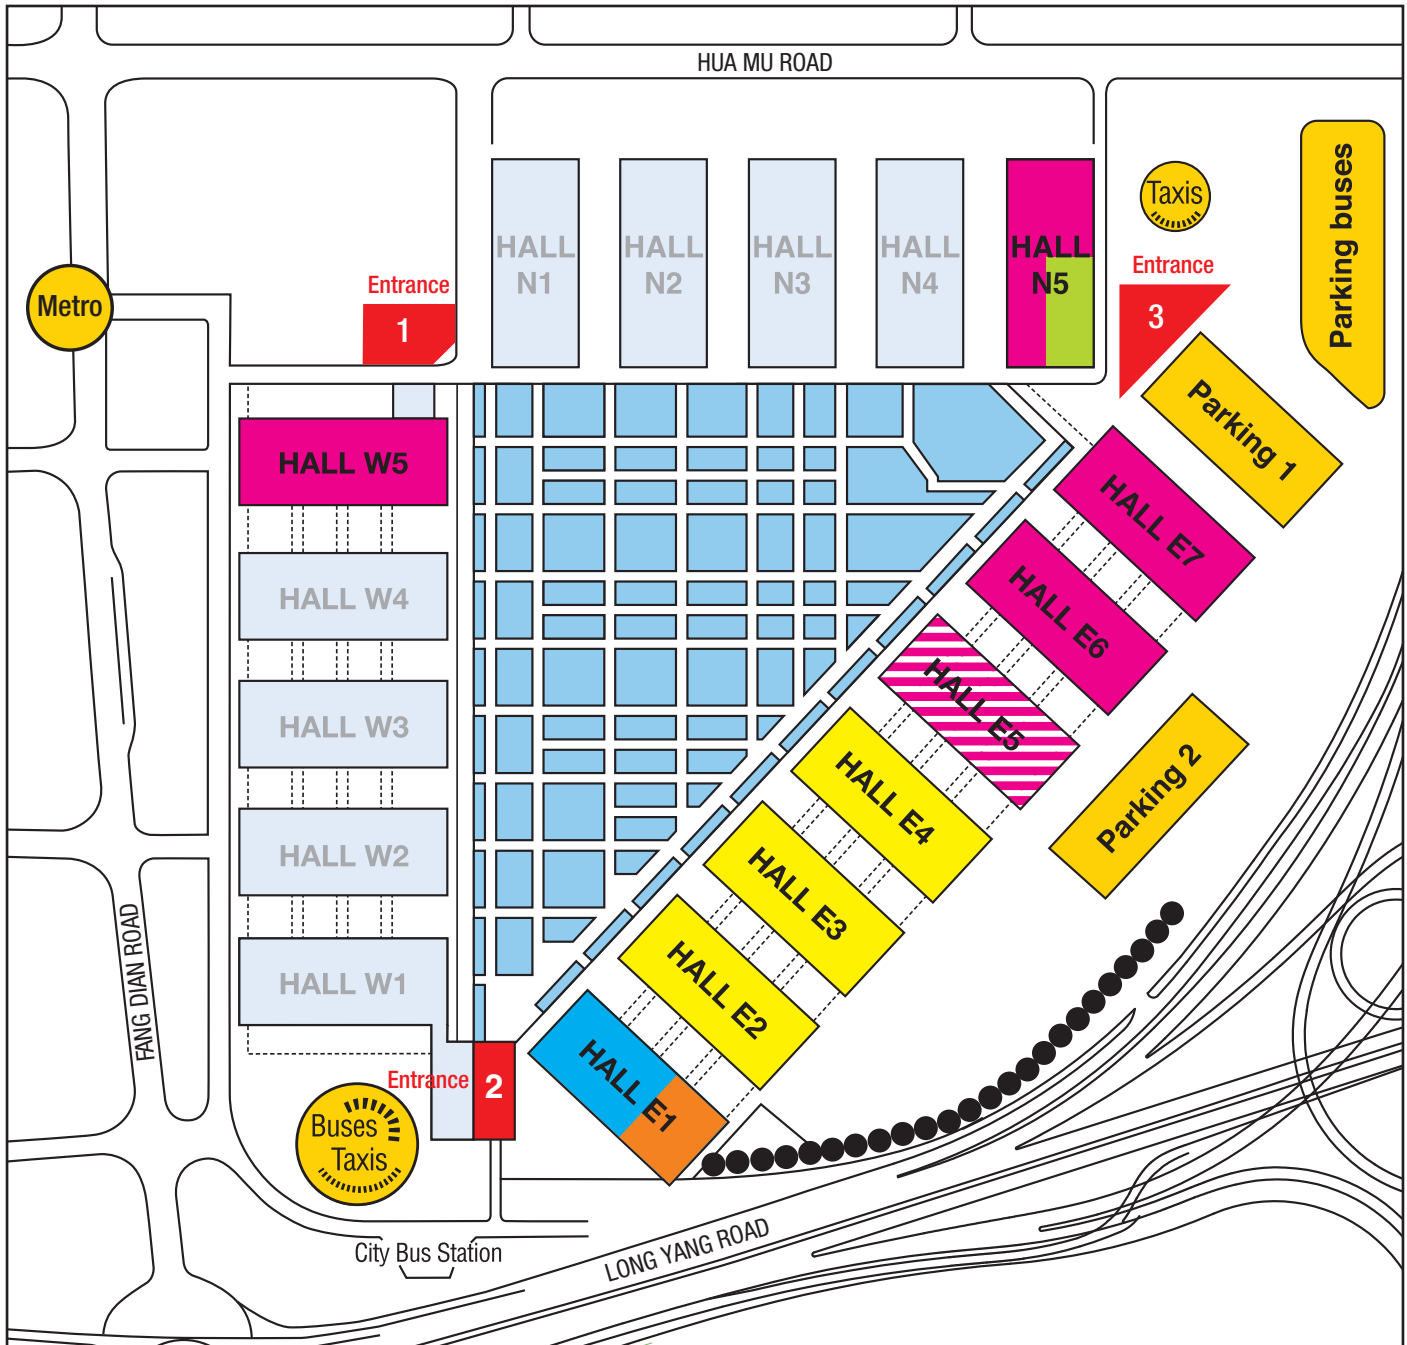 HUA MU ROAD
HALL
N1
HALL
N2
HALL
N3
HALL
N4
HALL
N5
Taxis
Parking buses
Entrance
1
Entrance
3
Metro
Parking 1
HALL W5
HALL E7
HALL W4
HALL E6
HALL E5
HALL W3
HALL E4
Parking 2
HALL W2
HALL E3
HALL W1
HALL E2
FANG DIAN ROAD
Entrance
2
HALL E1
Buses
Taxis
City Bus Station
LONG YANG ROAD